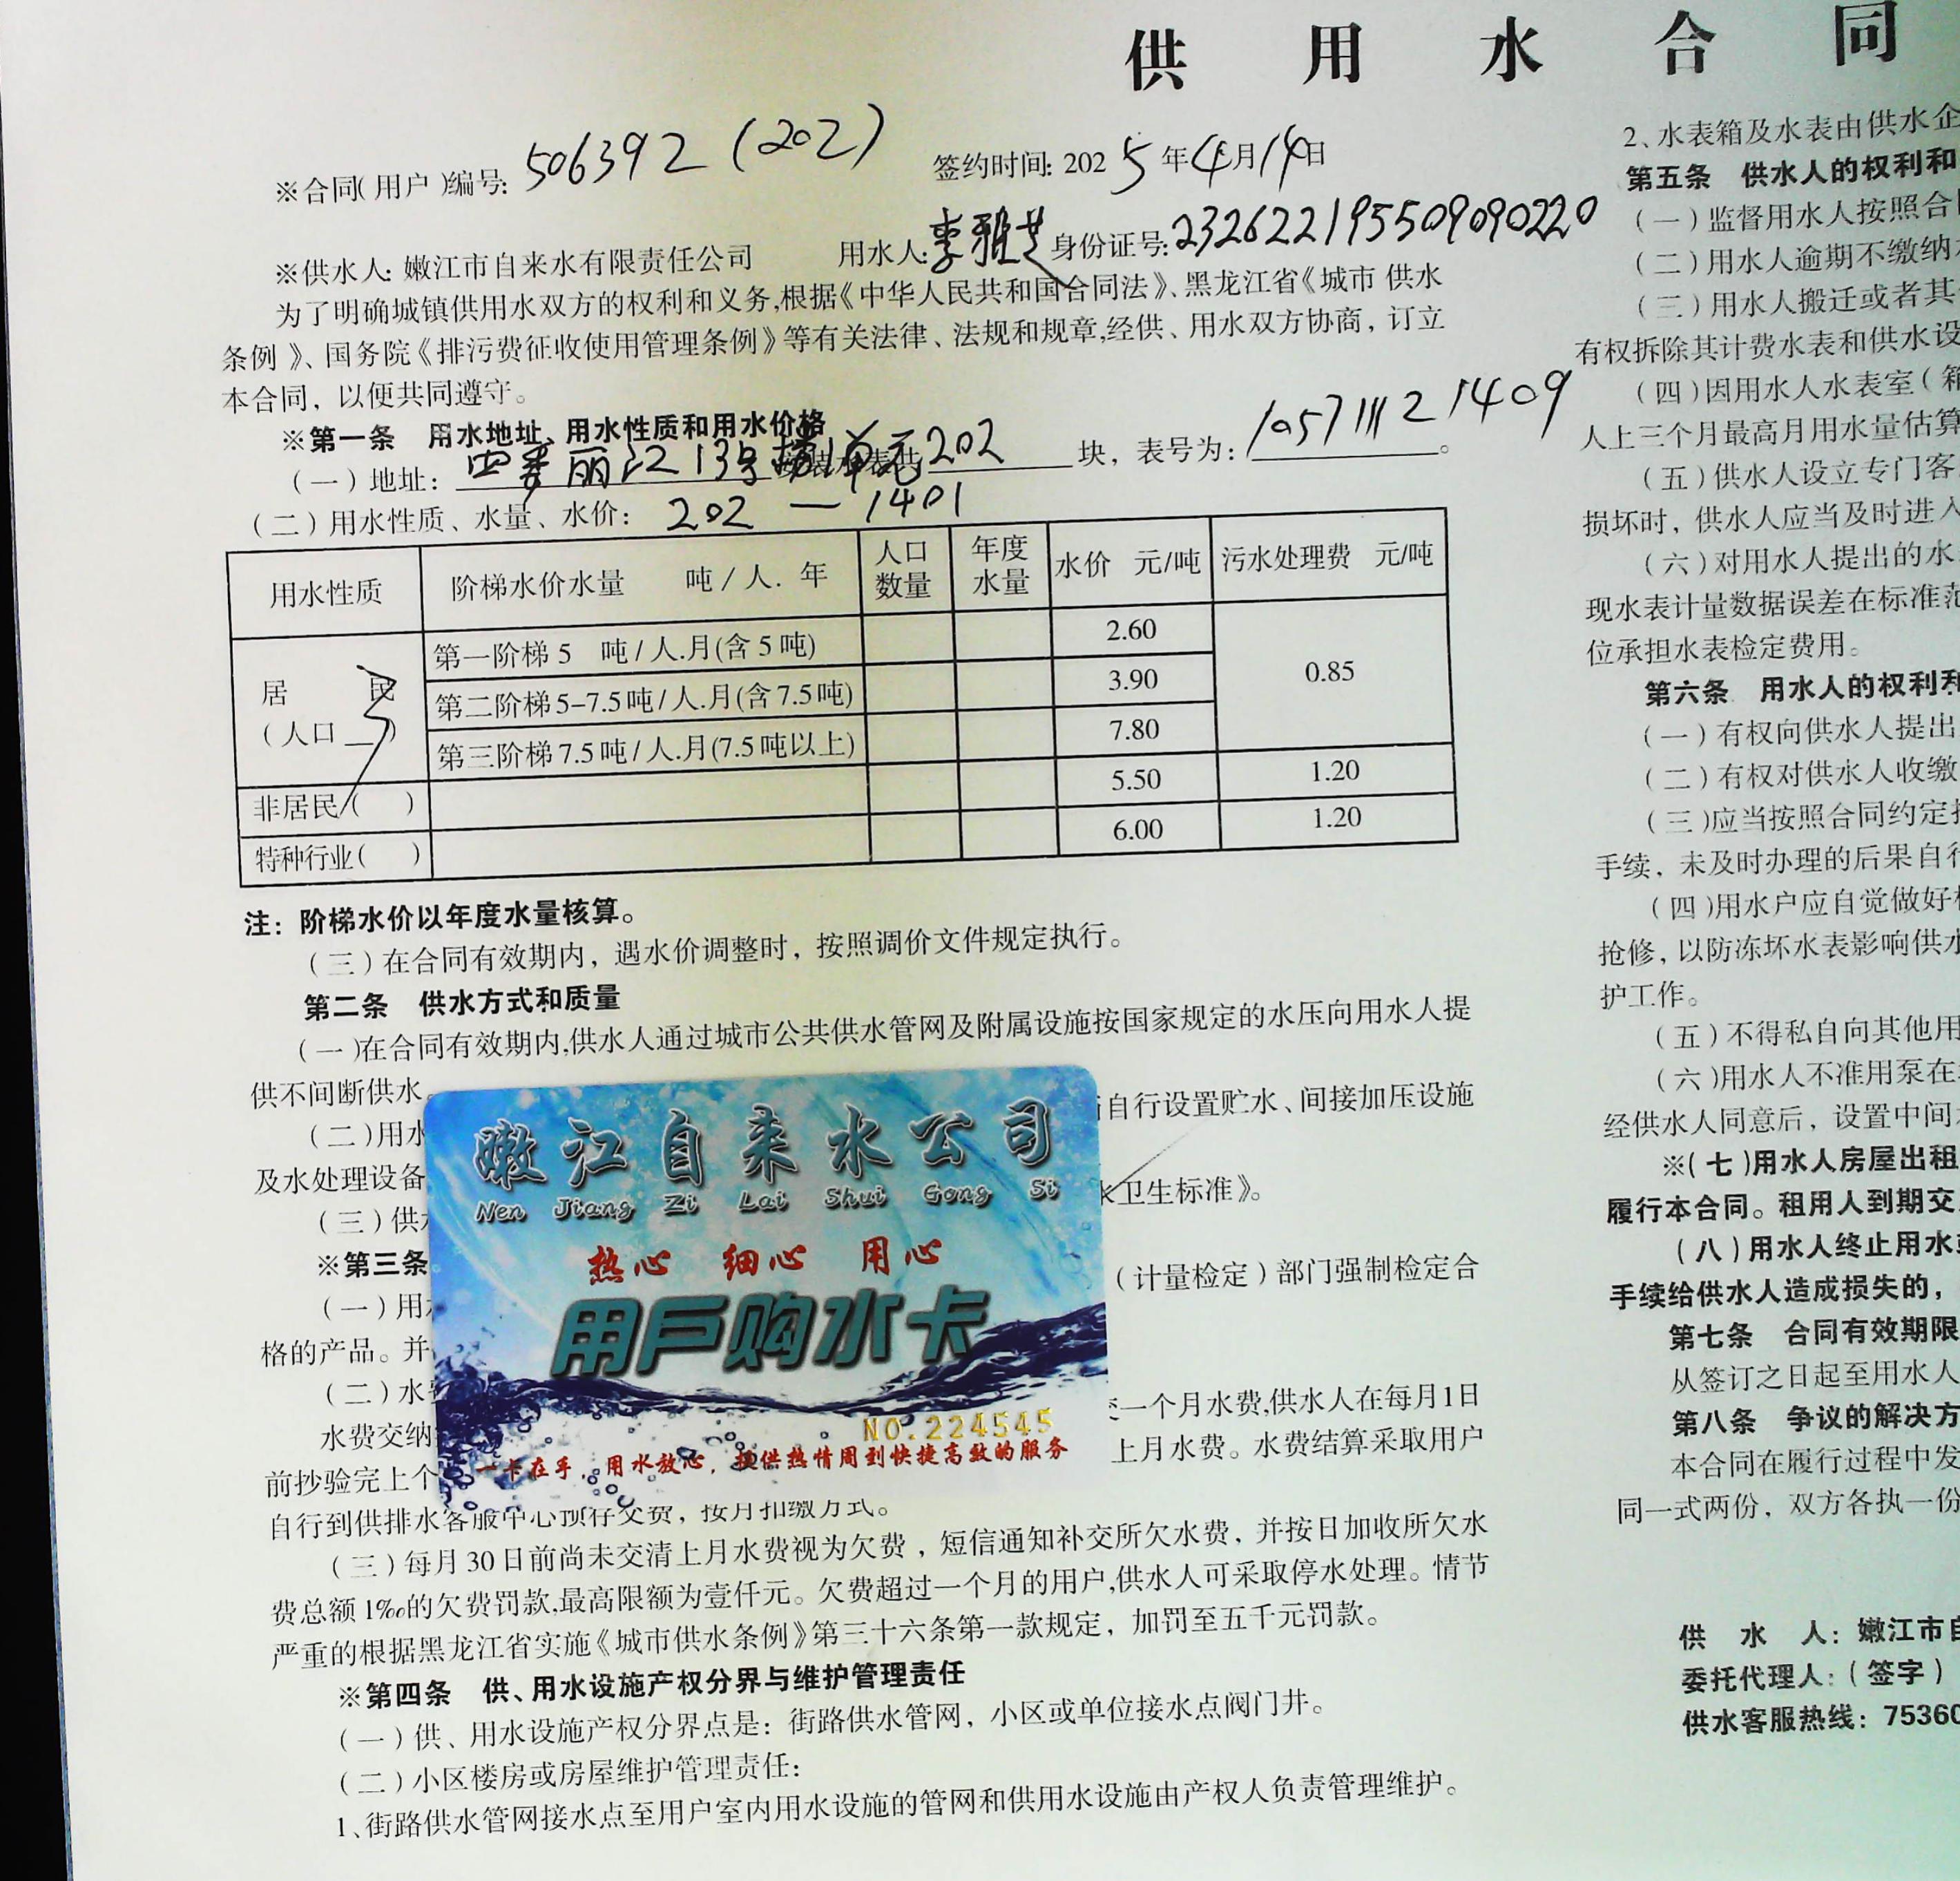 供 用 水 合 同
※合同(用户)编号: 506392 (202) 签约时间: 2025年4月14日
※供水人: 嫩江市自来水有限责任公司 用水人: 李雅芝 身份证号: 232622195509090220
为了明确城镇供用水双方的权利和义务,根据《中华人民共和国合同法》、黑龙江省《城市 供水
条例 》、国务院《排污费征收使用管理条例》等有关法律、法规和规章,经供、用水双方协商, 订立
本合同, 以便共同遵守。
※第一条 用水地址、用水性质和用水价格
(一)地址: 四季丽江13号楼1单元202 块, 表号为: 105711121409。
(二)用水性质、水量、水价: 202 — 1401
用水性质 阶梯水价水量 吨/人.年 人口数量 年度水量 水价 元/吨 污水处理费 元/吨
居 民 (人口 )
第一阶梯 5 吨/人.月(含 5 吨) 2.60 0.85
第二阶梯 5-7.5 吨/人.月(含 7.5 吨) 3.90
第三阶梯 7.5 吨/人.月(7.5 吨以上) 7.80
非居民( ) 5.50 1.20
特种行业( ) 6.00 1.20
注: 阶梯水价以年度水量核算。
(三)在合同有效期内, 遇水价调整时, 按照调价文件规定执行。
第二条 供水方式和质量
(一)在合同有效期内,供水人通过城市公共供水管网及附属设施按国家规定的水压向用水人提
供不间断供水。
(二)用水 自行设置贮水、间接加压设施
及水处理设备
(三)供水 水卫生标准》。
※第三条
(一)用水 (计量检定)部门强制检定合
格的产品。并
(二)水 一个月水费,供水人在每月1日
水费交纳
前抄验完上个 上月水费。水费结算采取用户
自行到供排水客服中心预存交费, 按月扣缴方式。
(三)每月 30 日前尚未交清上月水费视为欠费 , 短信通知补交所欠水费, 并按日加收所欠水
费总额 1‰的欠费罚款,最高限额为壹仟元。欠费超过一个月的用户,供水人可采取停水处理。情节
严重的根据黑龙江省实施《城市供水条例》第三十六条第一款规定, 加罚至五千元罚款。
※第四条 供、用水设施产权分界与维护管理责任
(一)供、用水设施产权分界点是: 街路供水管网, 小区或单位接水点阀门井。
(二)小区楼房或房屋维护管理责任:
1、街路供水管网接水点至用户室内用水设施的管网和供用水设施由产权人负责管理维护。
嫩江自来水公司
Nen Jiang Zi Lai Shui Gong Si
热心 细心 用心
用户购水卡
NO.224545
一卡在手, 用水放心, 提供热情周到快捷高效的服务
2、水表箱及水表由供水企
第五条 供水人的权利和
(一)监督用水人按照合同
(二)用水人逾期不缴纳
(三)用水人搬迁或者其
有权拆除其计费水表和供水设
(四)因用水人水表室(箱
人上三个月最高月用水量估算
(五)供水人设立专门客
损坏时, 供水人应当及时进入
(六)对用水人提出的水
现水表计量数据误差在标准范
位承担水表检定费用。
第六条 用水人的权利
(一)有权向供水人提出
(二)有权对供水人收缴
(三)应当按照合同约定
手续, 未及时办理的后果自行
(四)用水户应自觉做好
抢修, 以防冻坏水表影响供水
护工作。
(五)不得私自向其他用
(六)用水人不准用泵在
经供水人同意后, 设置中间
※(七)用水人房屋出租
履行本合同。租用人到期交
(八)用水人终止用水
手续给供水人造成损失的,
第七条 合同有效期限
从签订之日起至用水人
第八条 争议的解决方
本合同在履行过程中发
同一式两份, 双方各执一份
供 水 人: 嫩江市自
委托代理人: (签字)
供水客服热线: 75360